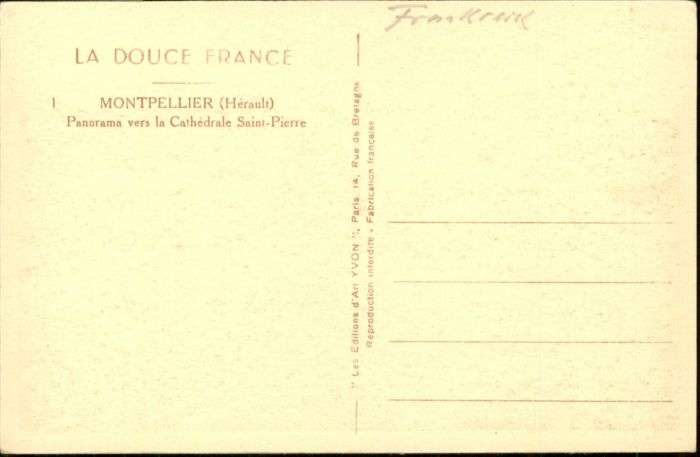 Frankreich
LA DOUCE FRANCE
1 MONTPELLIER (Hérault)
Panorama vers la Cathédrale Saint-Pierre
" Les Editions d'Art YVON ", Paris, 14, Rue de Bretagne
Reproduction interdite - Fabrication française